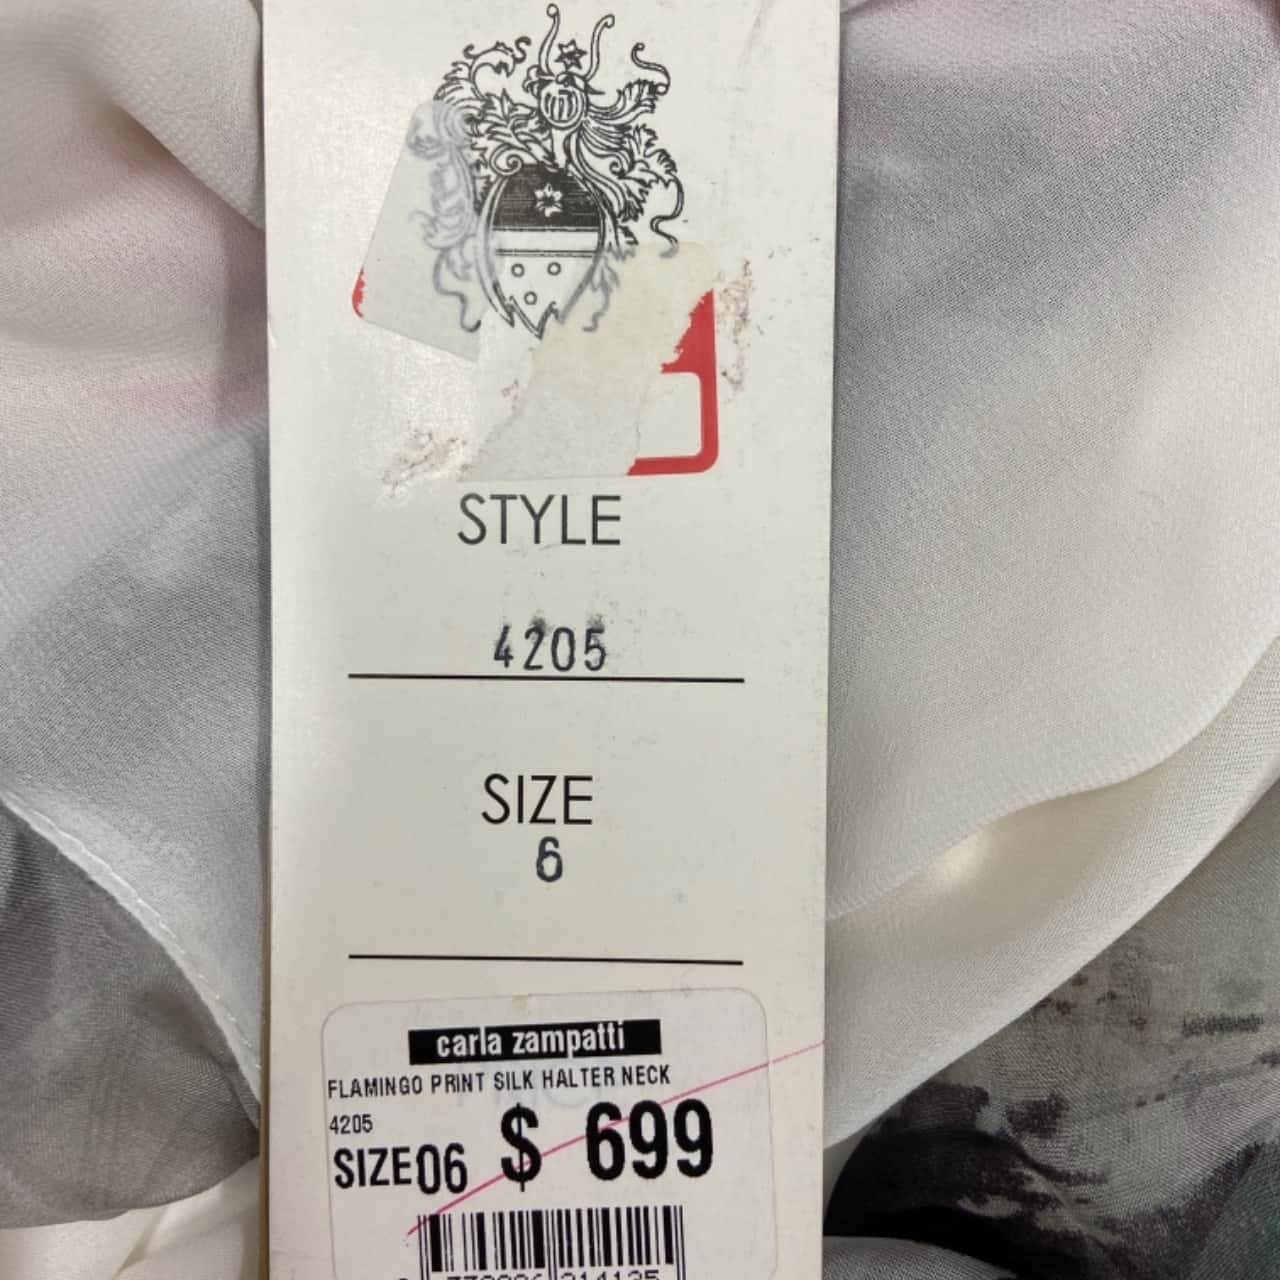 STYLE
4205
SIZE
6
carla zampatti
FLAMINGO PRINT SILK HALTER NECK
4205
SIZE06 $ 699